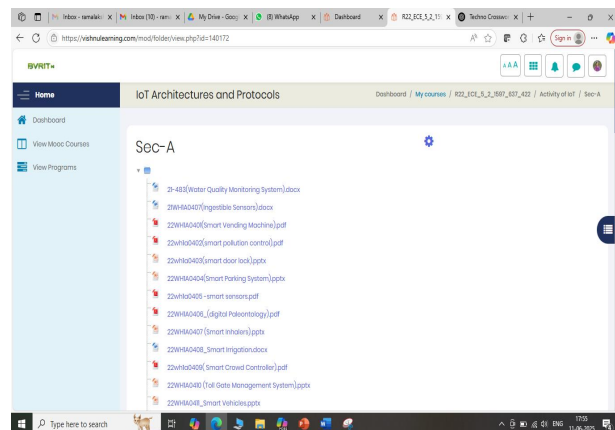 Inbox - ramalaks
Inbox (10) - rama
My Drive - Goog
(8) WhatsApp
Dashboard
R22_ECE_5_2_15
Techno Crosswor
https://vishnulearning.com/mod/folder/view.php?id=140172
Sign in
BVRIT
A A A
Home
IoT Architectures and Protocols
Dashboard / My courses / R22_ECE_5_2_1597_637_422 / Activity of IoT / Sec-A
Dashboard
View Mooc Courses
View Programs
Sec-A
21-483(Water Quality Monitoring System).docx
21WH1A0407(Ingestible Sensors).docx
22WH1A0401(Smart Vending Machine).pdf
22wh1a0402(smart pollution control).pdf
22wh1a0403(smart door lock).pptx
22WH1A0404(Smart Parking System).pptx
22wh1a0405 -smart sensors.pdf
22WH1A0406_(digital Paleontology).pdf
22WH1A0407 (Smart Inhalers).pptx
22WH1A0408_Smart Irrigation.docx
22wh1a0409( Smart Crowd Controller).pdf
22WH1A0410 (Toll Gate Management System).pptx
22WH1A0411_Smart Vehicles.pptx
Type here to search
ENG
17:55
11-06-2025